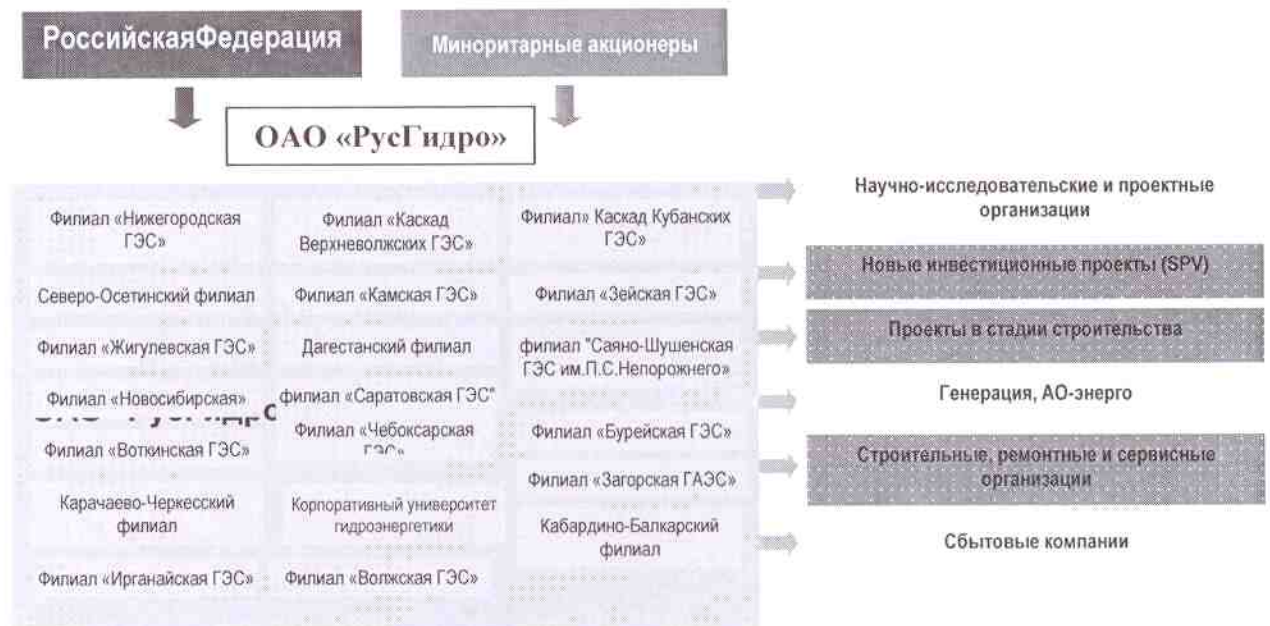 РоссийскаяФедерация
Миноритарные акционеры
ОАО «РусГидро»
Филиал «Нижегородская
ГЭС»
Северо-Осетинский филиал
Филиал «Жигулевская ГЭС»
Филиал «Новосибирская»
Филиал «Воткинская ГЭС»
Карачаево-Черкесский
филиал
Филиал «Ирганайская ГЭС»
Филиал «Каскад
Верхневолжских ГЭС»
Филиал «Камская ГЭС»
Дагестанский филиал
филиал «Саратовская ГЭС"
Филиал «Чебоксарская
ГЭС»
Корпоративный университет
гидроэнергетики
Филиал «Волжская ГЭС»
Филиал» Каскад Кубанских
ГЭС»
Филиал «Зейская ГЭС»
филиал "Саяно-Шушенская
ГЭС им.П.С.Непорожнего»
Филиал «Бурейская ГЭС»
Филиал «Загорская ГАЭС»
Кабардино-Балкарский
филиал
Научно-исследовательские и проектные
организации
Новые инвестиционные проекты (SPV)
Проекты в стадии строительства
Генерация, АО-энерго
Строительные, ремонтные и сервисные
организации
Сбытовые компании